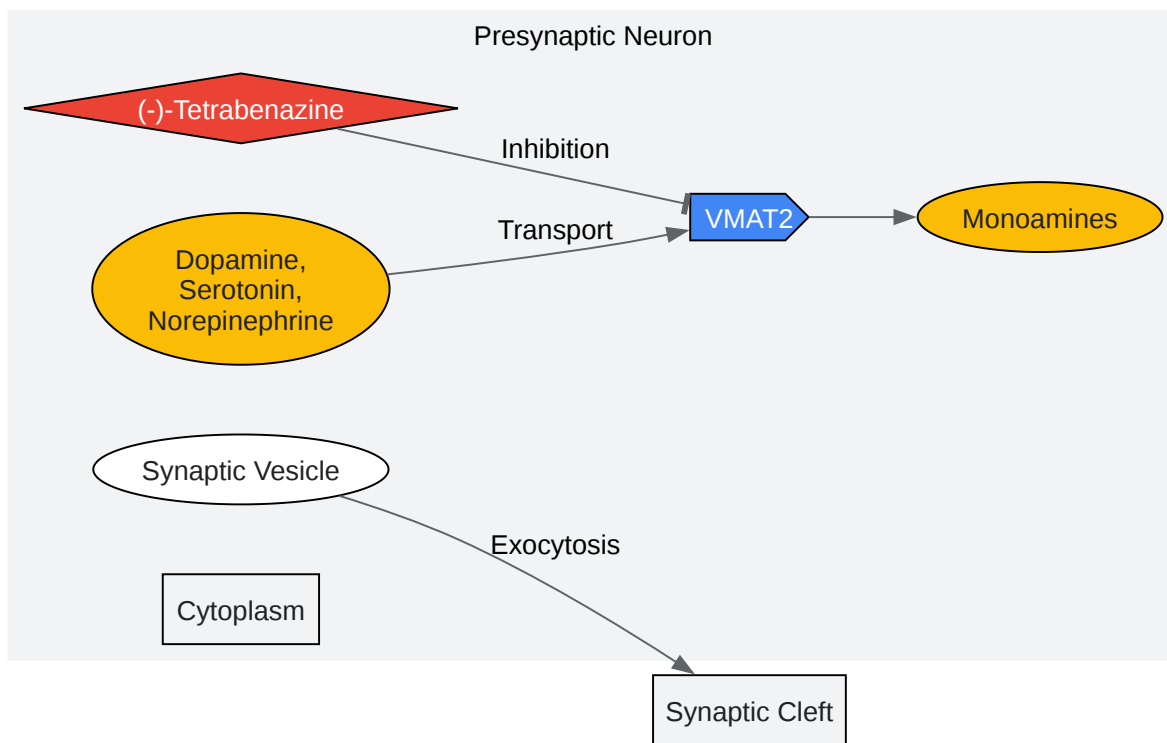 Presynaptic Neuron
(-)-Tetrabenazine
Inhibition
VMAT2
Monoamines
Transport
Dopamine,
Serotonin,
Norepinephrine
Synaptic Vesicle
Exocytosis
Cytoplasm
Synaptic Cleft